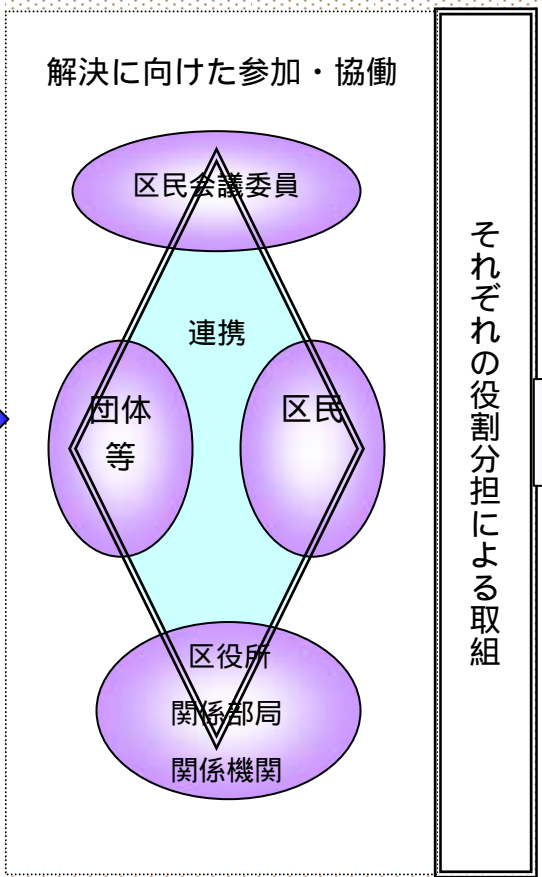 解決に向けた参加・協働
区民会議委員
連携
団体
等
区民
区役所
関係部局
関係機関
それぞれの役割分担による取組